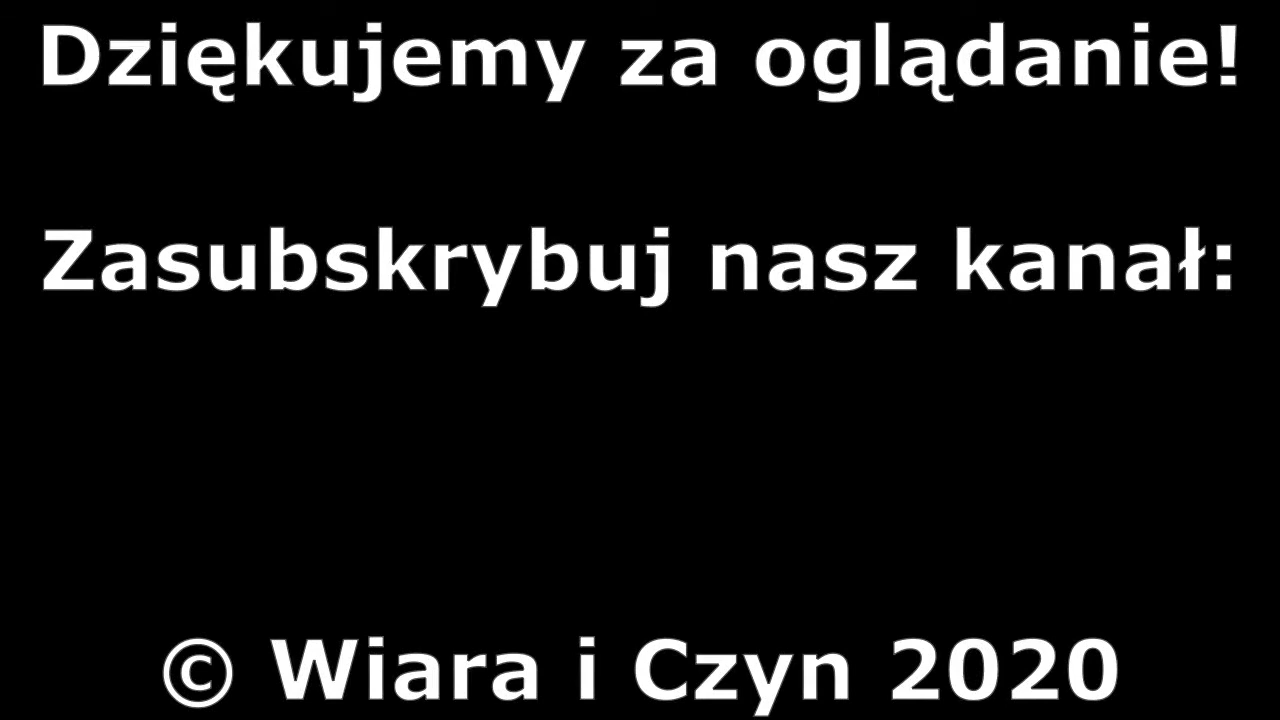 Dziękujemy za oglądanie!
Zasubskrybuj nasz kanał:
© Wiara i Czyn 2020